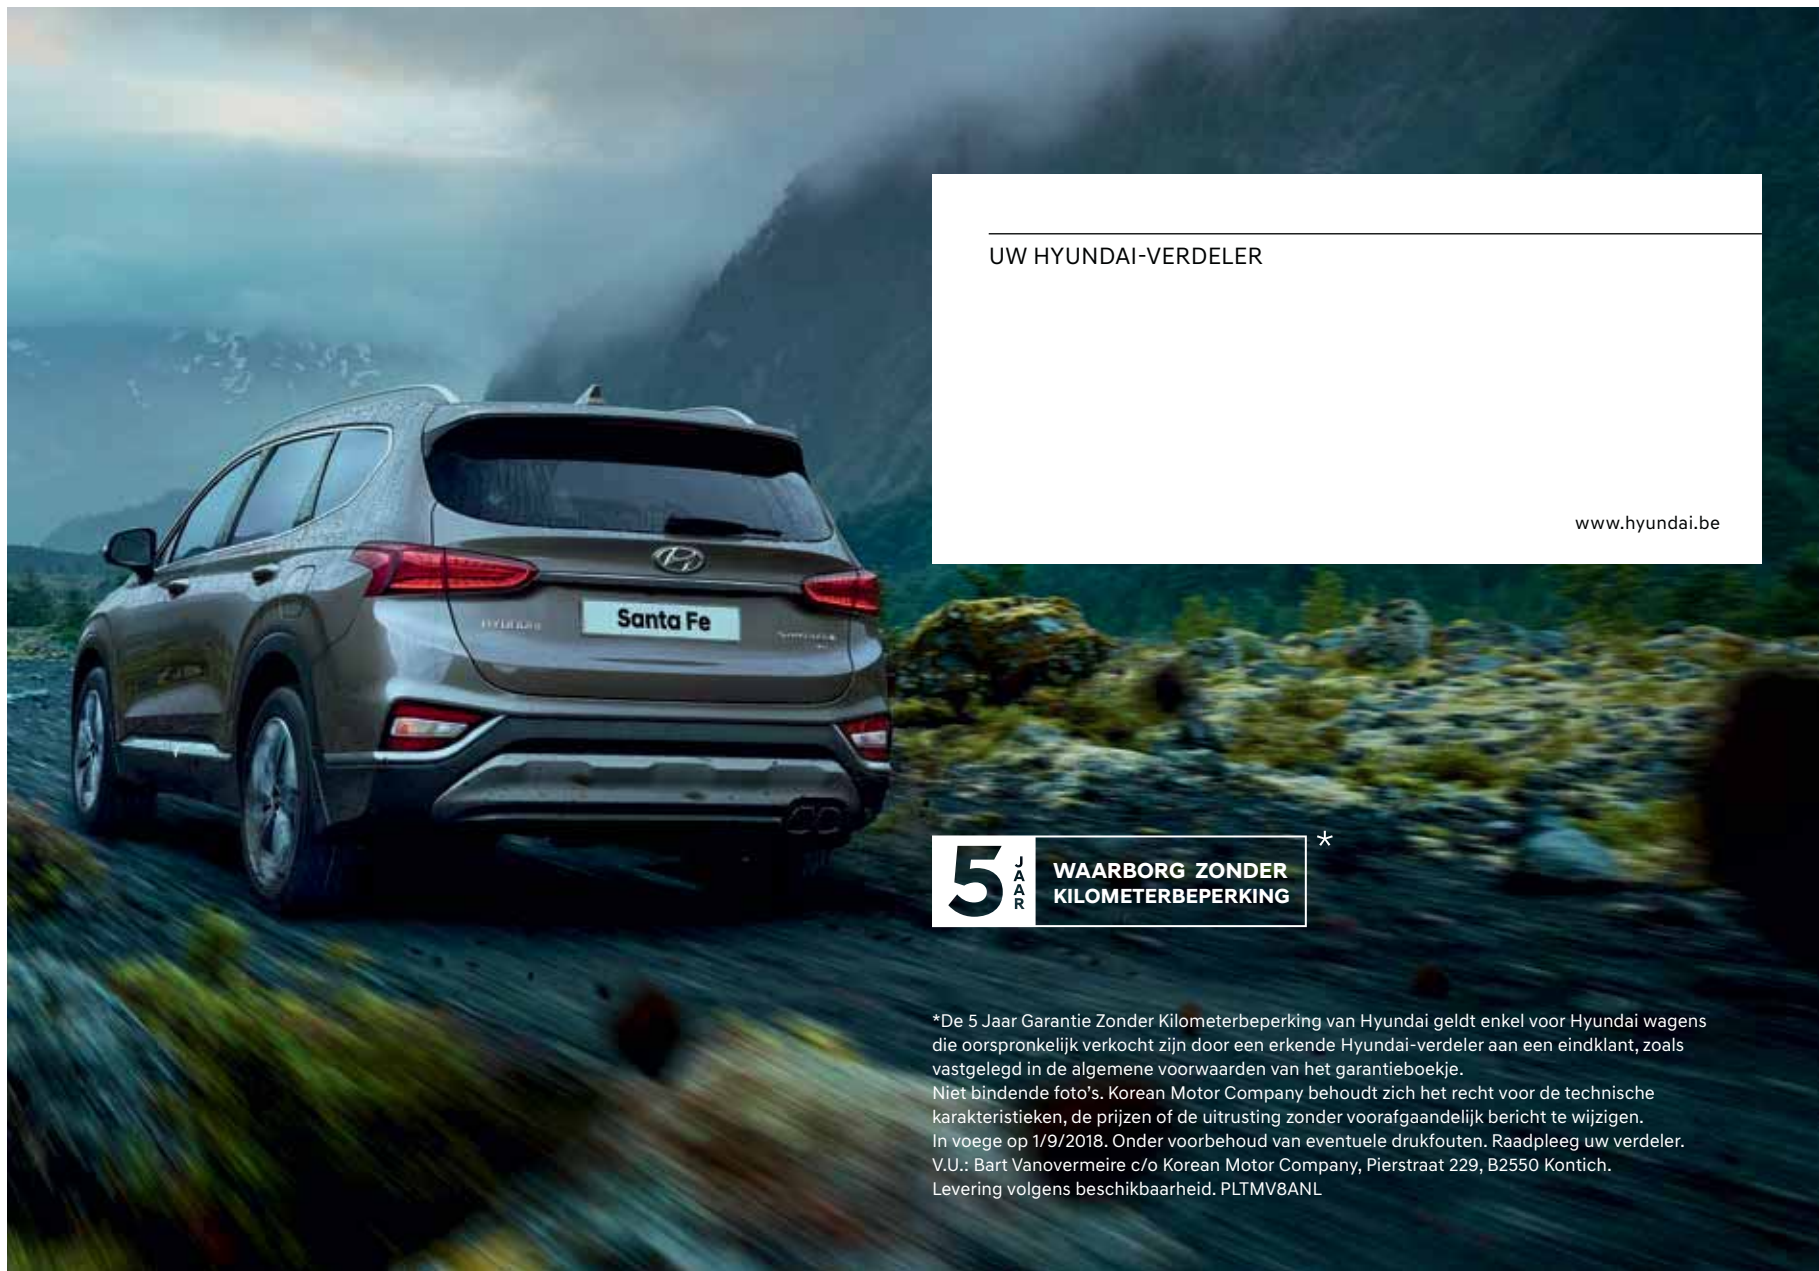 UW HYUNDAI-VERDELER
www.hyundai.be
Santa Fe
HYUNDAI
5 JAAR
WAARBORG ZONDER
KILOMETERBEPERKING
*
*De 5 Jaar Garantie Zonder Kilometerbeperking van Hyundai geldt enkel voor Hyundai wagens
die oorspronkelijk verkocht zijn door een erkende Hyundai-verdeler aan een eindklant, zoals
vastgelegd in de algemene voorwaarden van het garantieboekje.
Niet bindende foto's. Korean Motor Company behoudt zich het recht voor de technische
karakteristieken, de prijzen of de uitrusting zonder voorafgaandelijk bericht te wijzigen.
In voege op 1/9/2018. Onder voorbehoud van eventuele drukfouten. Raadpleeg uw verdeler.
V.U.: Bart Vanovermeire c/o Korean Motor Company, Pierstraat 229, B2550 Kontich.
Levering volgens beschikbaarheid. PLTMV8ANL